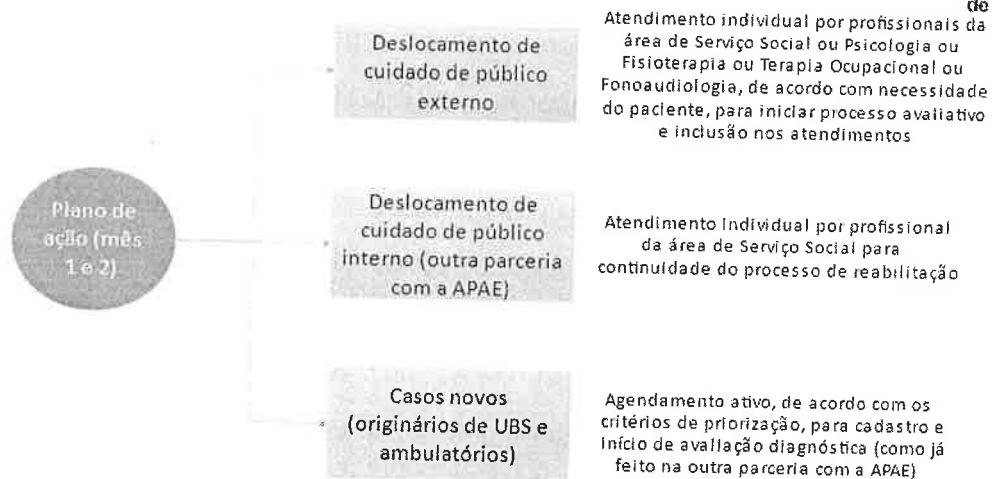 de
Deslocamento de
cuidado de público
externo
Atendimento individual por profissionais da
área de Serviço Social ou Psicologia ou
Fisioterapia ou Terapia Ocupacional ou
Fonoaudiologia, de acordo com necessidade
do paciente, para iniciar processo avaliativo
e inclusão nos atendimentos
Plano de
ação (mês
1 e 2)
Deslocamento de
cuidado de público
interno (outra parceria
com a APAE)
Atendimento individual por profissional
da área de Serviço Social para
continuidade do processo de reabilitação
Casos novos
(originários de UBS e
ambulatórios)
Agendamento ativo, de acordo com os
critérios de priorização, para cadastro e
início de avaliação diagnóstica (como já
feito na outra parceria com a APAE)